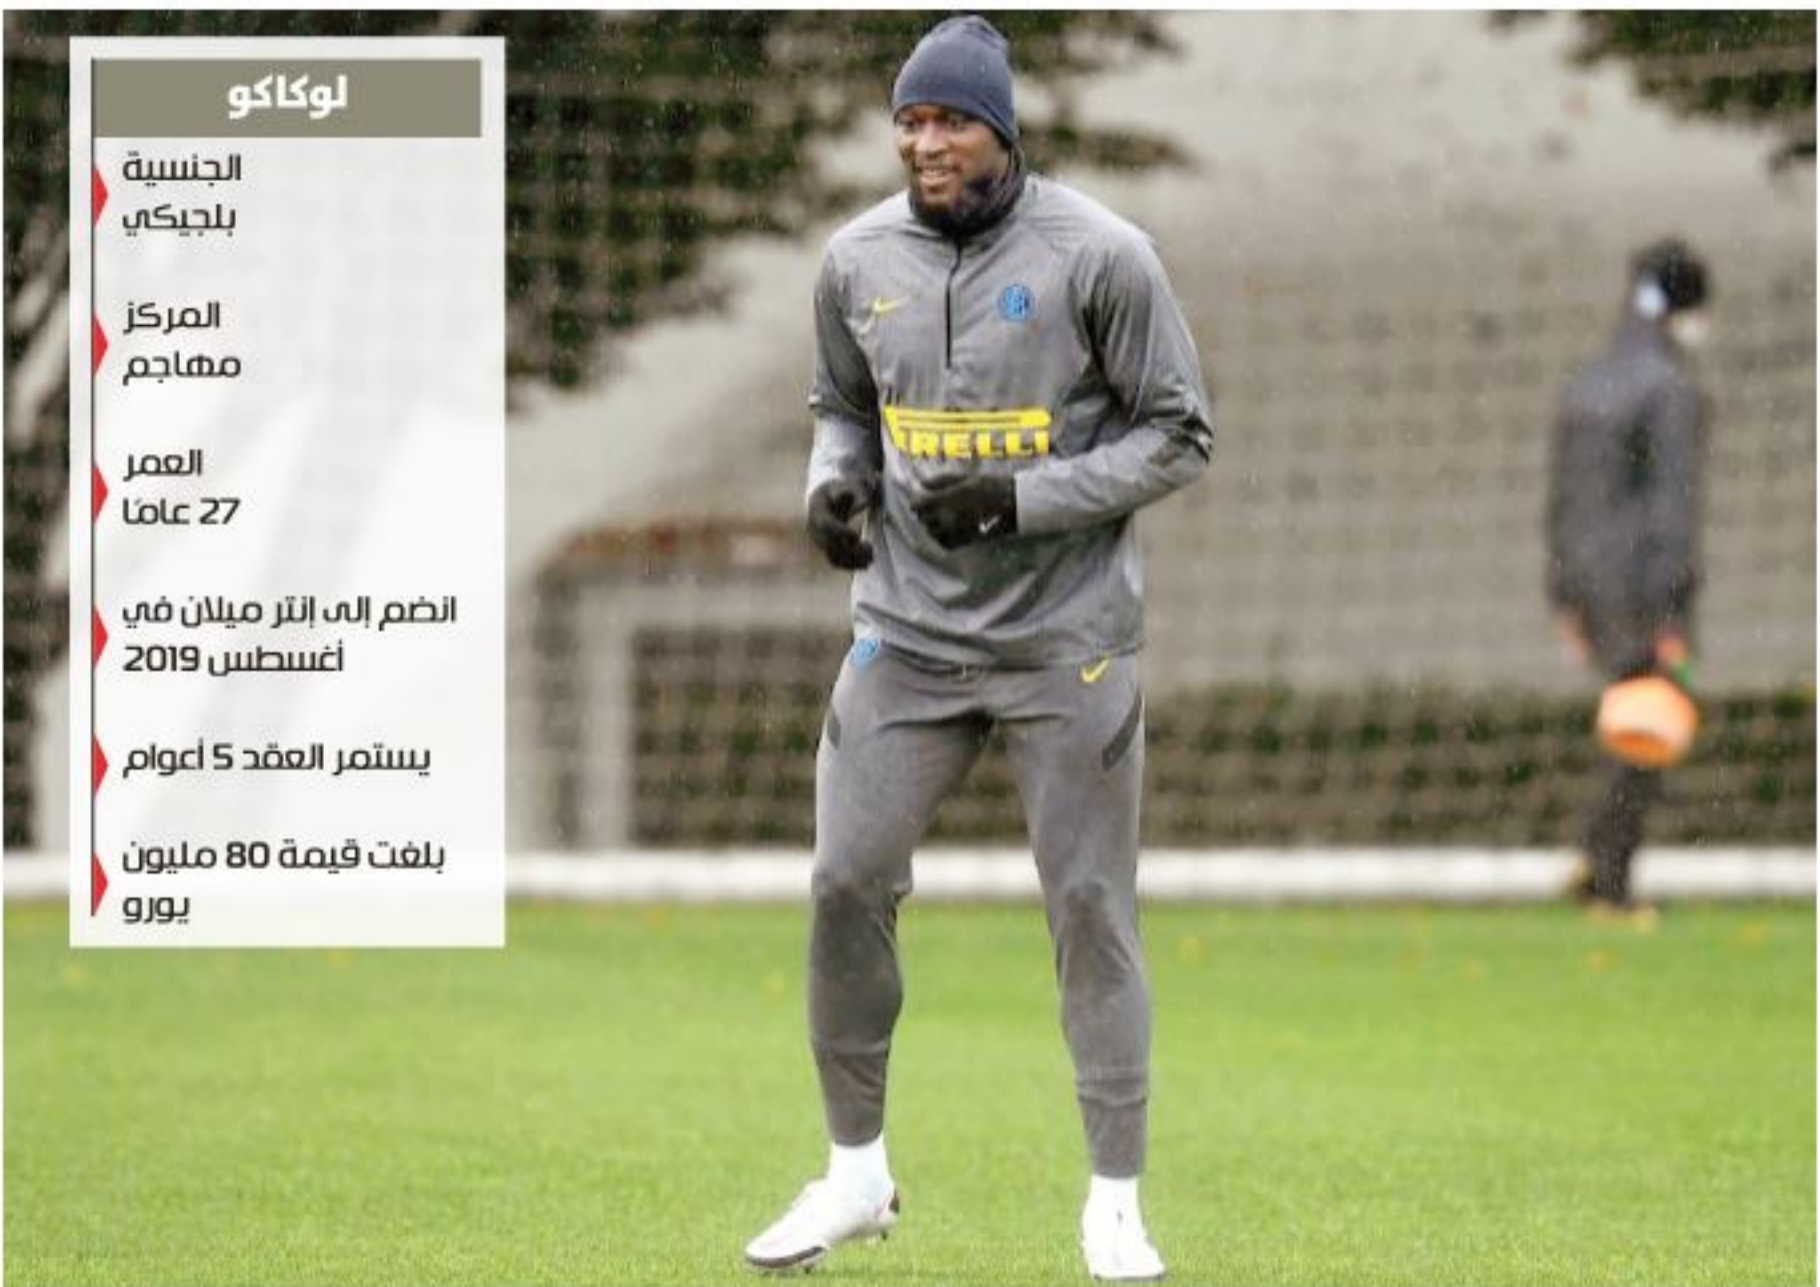 لوكاكو
الجنسية
بلجيكي
المركز
مهاجم
العمر
27 عامًا
انضم إلى إنتر ميلان في
أغسطس 2019
يستمر العقد 5 أعوام
بلغت قيمة 80 مليون
يورو
IRELLI